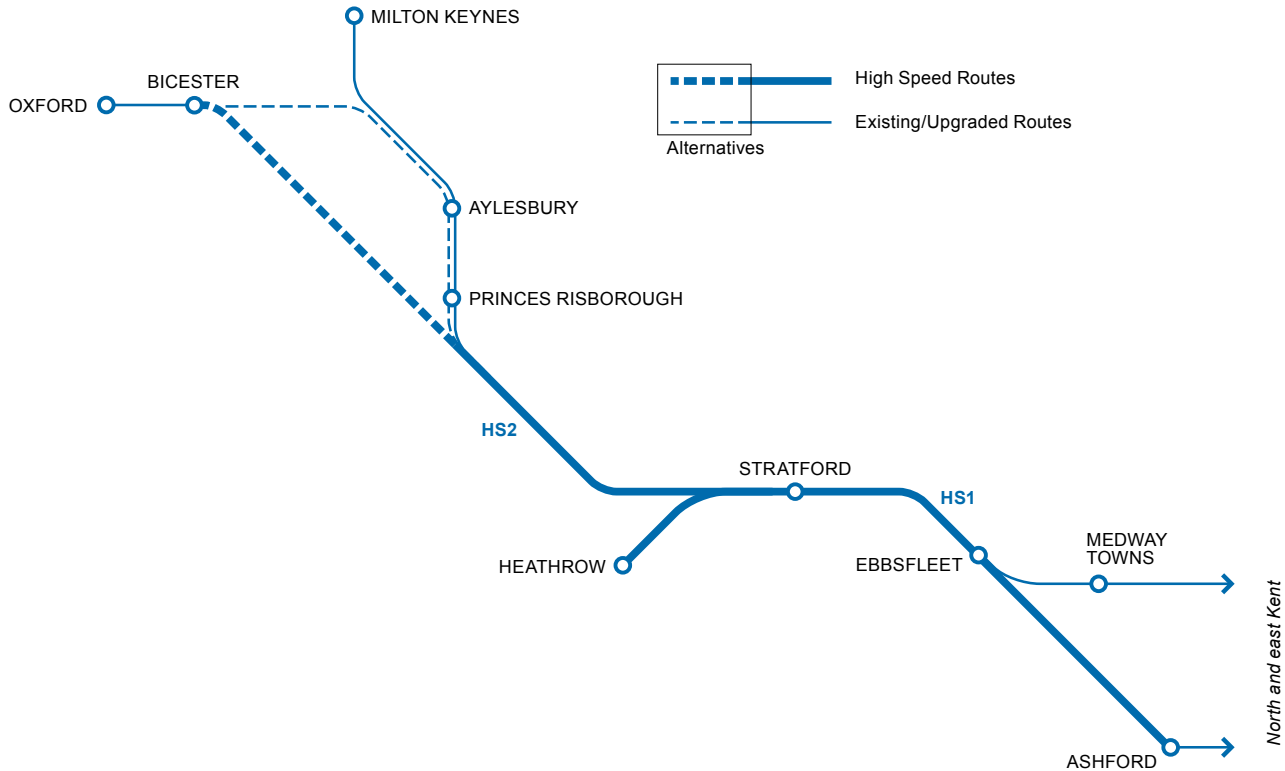 MILTON KEYNES
BICESTER
OXFORD
High Speed Routes
Existing/Upgraded Routes
Alternatives
AYLESBURY
PRINCES RISBOROUGH
HS2
STRATFORD
HS1
HEATHROW
EBBSFLEET
MEDWAY
TOWNS
North and east Kent
ASHFORD